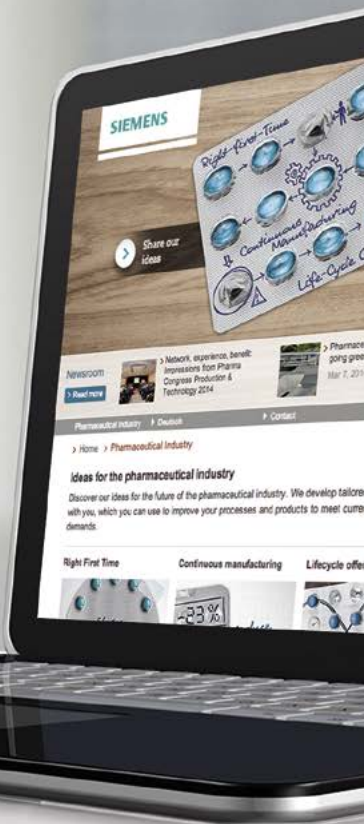 SIEMENS
Right-first-Time
Continuous
Manufacturing
Life-Cycle
Share our
ideas
Newsroom
> Read more
> Network, experience, benefit:
Impressions from Pharma
Congress Production &
Technology 2014
> Pharmace
going gree
Mar 7, 201
Pharmaceutical Industry
Deutsch
Contact
> Home > Pharmaceutical Industry
Ideas for the pharmaceutical industry
Discover our ideas for the future of the pharmaceutical industry. We develop tailore
with you, which you can use to improve your processes and products to meet curre
demands.
Right First Time
Continuous manufacturing
Lifecycle offe
-23 %